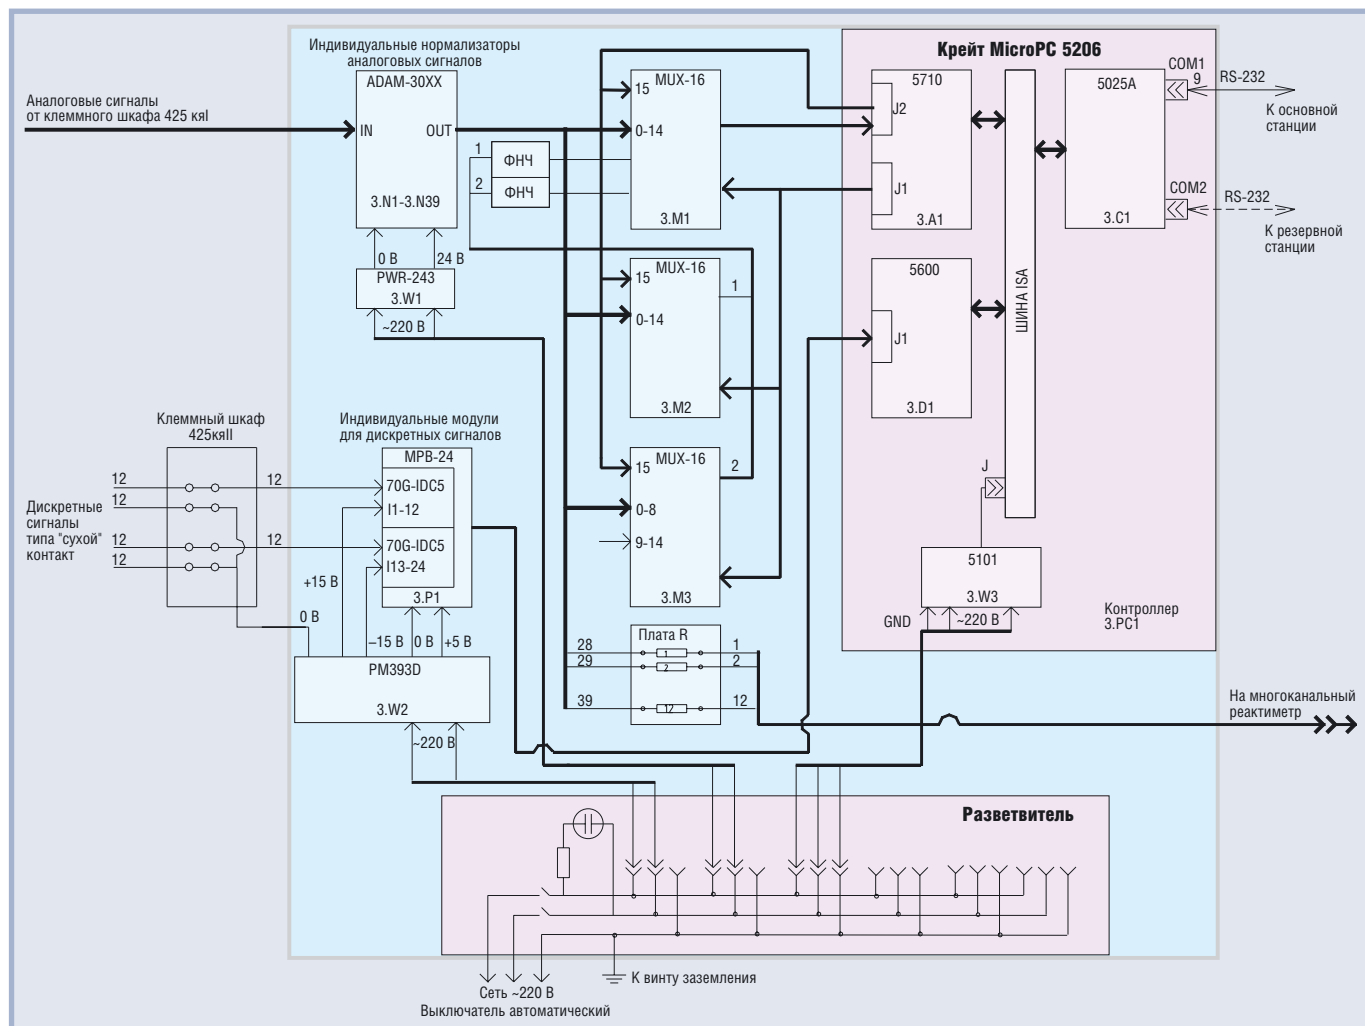 Индивидуальные нормализаторы
аналоговых сигналов
Аналоговые сигналы
от клеммного шкафа 425 кяI
ADAM-30XX
IN
OUT
3.N1-3.N39
0 В
24 В
PWR-243
3.W1
~220 В
1
ФНЧ
2
ФНЧ
MUX-16
15
0-14
3.M1
MUX-16
15
0-14
1
3.M2
MUX-16
15
2
0-8
9-14
3.M3
Крейт MicroPC 5206
5710
J2
J1
3.A1
5600
J1
3.D1
ШИНА ISA
5025A
3.C1
COM1
9
RS-232
К основной
станции
COM2
RS-232
К резервной
станции
J
5101
3.W3
GND
~220 В
Контроллер
3.PC1
Клеммный шкаф
425кяII
12
12
12
12
12
12
Дискретные
сигналы
типа "сухой"
контакт
Индивидуальные модули
для дискретных сигналов
MPB-24
70G-IDC5
I1-12
70G-IDC5
I13-24
3.P1
+15 В
0 В
–15 В
0 В
+5 В
PM393D
3.W2
~220 В
Плата R
28
1
1
29
2
2
39
12
12
На многоканальный
реактиметр
Разветвитель
К винту заземления
Сеть ~220 В
Выключатель автоматический